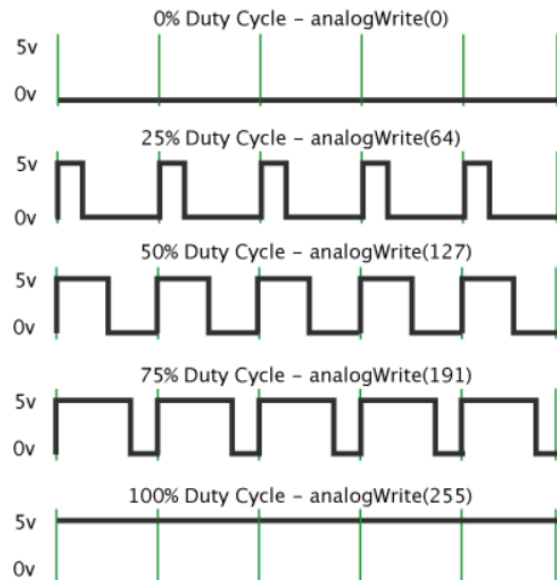 0% Duty Cycle – analogWrite(0)
5v
0v
25% Duty Cycle – analogWrite(64)
5v
0v
50% Duty Cycle – analogWrite(127)
5v
0v
75% Duty Cycle – analogWrite(191)
5v
0v
100% Duty Cycle – analogWrite(255)
5v
0v